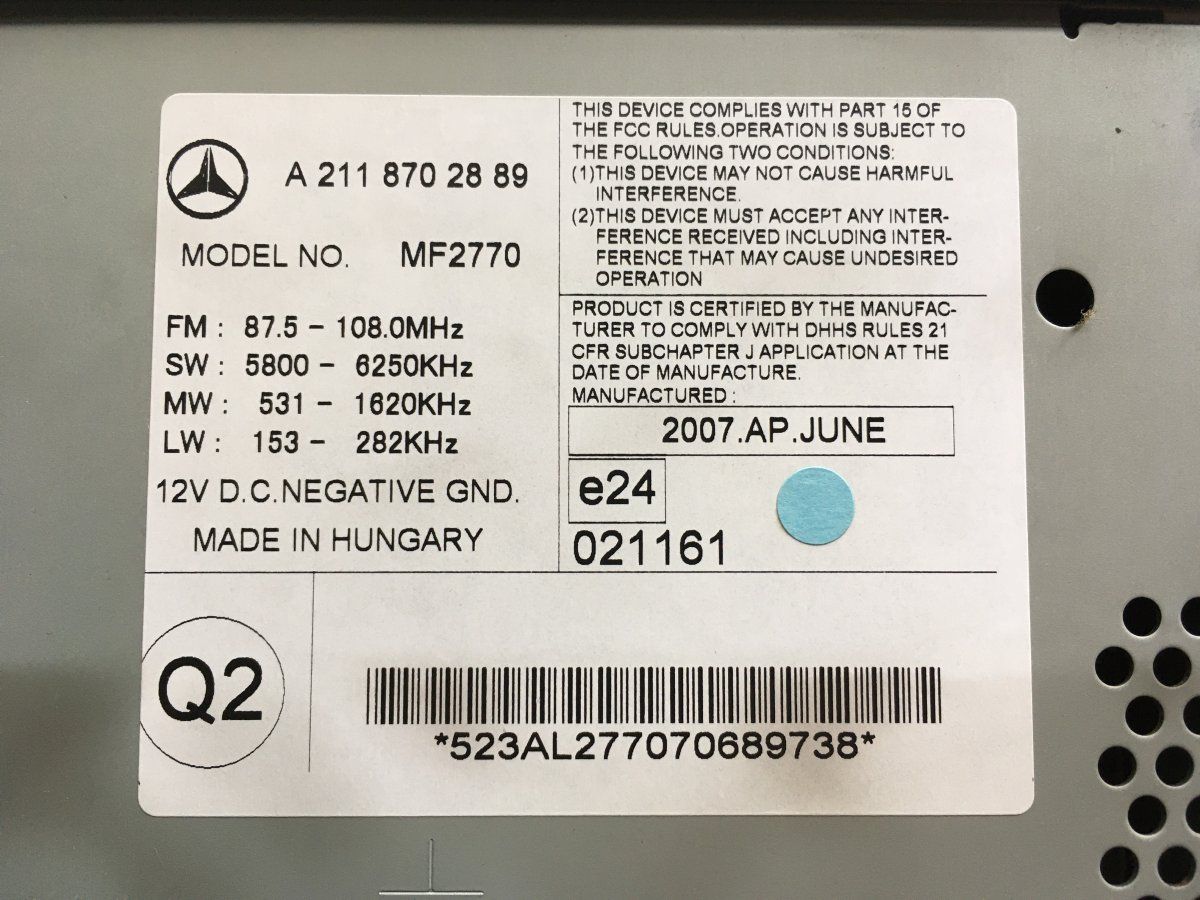 A 211 870 28 89
MODEL NO. MF2770
FM : 87.5 - 108.0MHz
SW : 5800 - 6250KHz
MW : 531 - 1620KHz
LW : 153 - 282KHz
12V D.C.NEGATIVE GND.
MADE IN HUNGARY
THIS DEVICE COMPLIES WITH PART 15 OF
THE FCC RULES.OPERATION IS SUBJECT TO
THE FOLLOWING TWO CONDITIONS:
(1)THIS DEVICE MAY NOT CAUSE HARMFUL
INTERFERENCE.
(2)THIS DEVICE MUST ACCEPT ANY INTER-
FERENCE RECEIVED INCLUDING INTER-
FERENCE THAT MAY CAUSE UNDESIRED
OPERATION
PRODUCT IS CERTIFIED BY THE MANUFAC-
TURER TO COMPLY WITH DHHS RULES 21
CFR SUBCHAPTER J APPLICATION AT THE
DATE OF MANUFACTURE.
MANUFACTURED :
2007.AP.JUNE
e24
021161
Q2
*523AL277070689738*